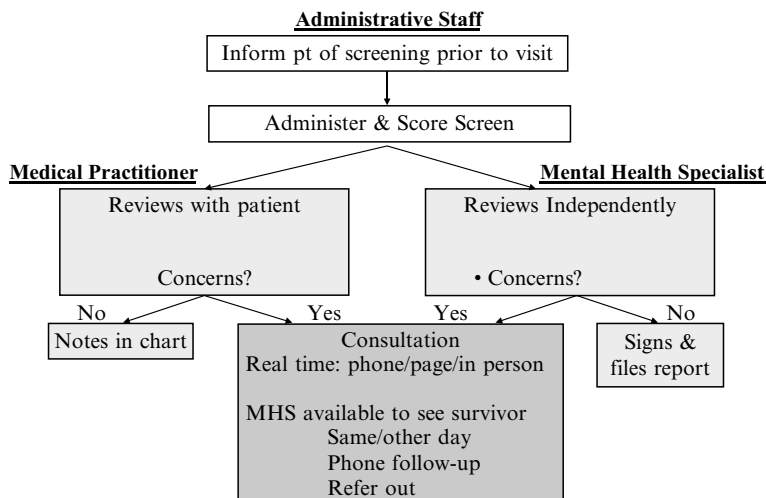 Administrative Staff
Inform pt of screening prior to visit
Administer & Score Screen
Medical Practitioner
Mental Health Specialist
Reviews with patient
Concerns?
Reviews Independently
• Concerns?
No
Yes
Yes
No
Notes in chart
Consultation
Real time: phone/page/in person
MHS available to see survivor
Same/other day
Phone follow-up
Refer out
Signs &
files report